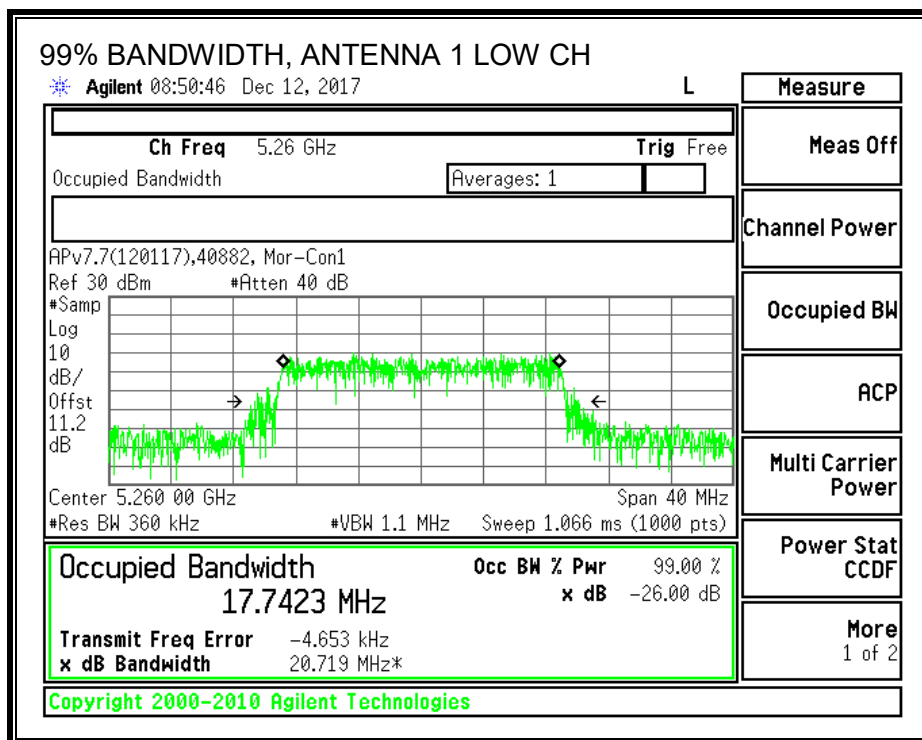 99% BANDWIDTH, ANTENNA 1 LOW CH
Agilent 08:50:46 Dec 12, 2017 L
Measure
Ch Freq 5.26 GHz Trig Free
Occupied Bandwidth Averages: 1
APv7.7(120117),40882, Mor-Con1
Ref 30 dBm #Atten 40 dB
#Samp
Log
10
dB/
Offst
11.2
dB
Center 5.260 00 GHz Span 40 MHz
#Res BW 360 kHz #VBW 1.1 MHz Sweep 1.066 ms (1000 pts)
Occupied Bandwidth Occ BW % Pwr 99.00 %
17.7423 MHz x dB -26.00 dB
Transmit Freq Error -4.653 kHz
x dB Bandwidth 20.719 MHz*
Copyright 2000-2010 Agilent Technologies
Meas Off
Channel Power
Occupied BW
ACP
Multi Carrier
Power
Power Stat
CCDF
More
1 of 2